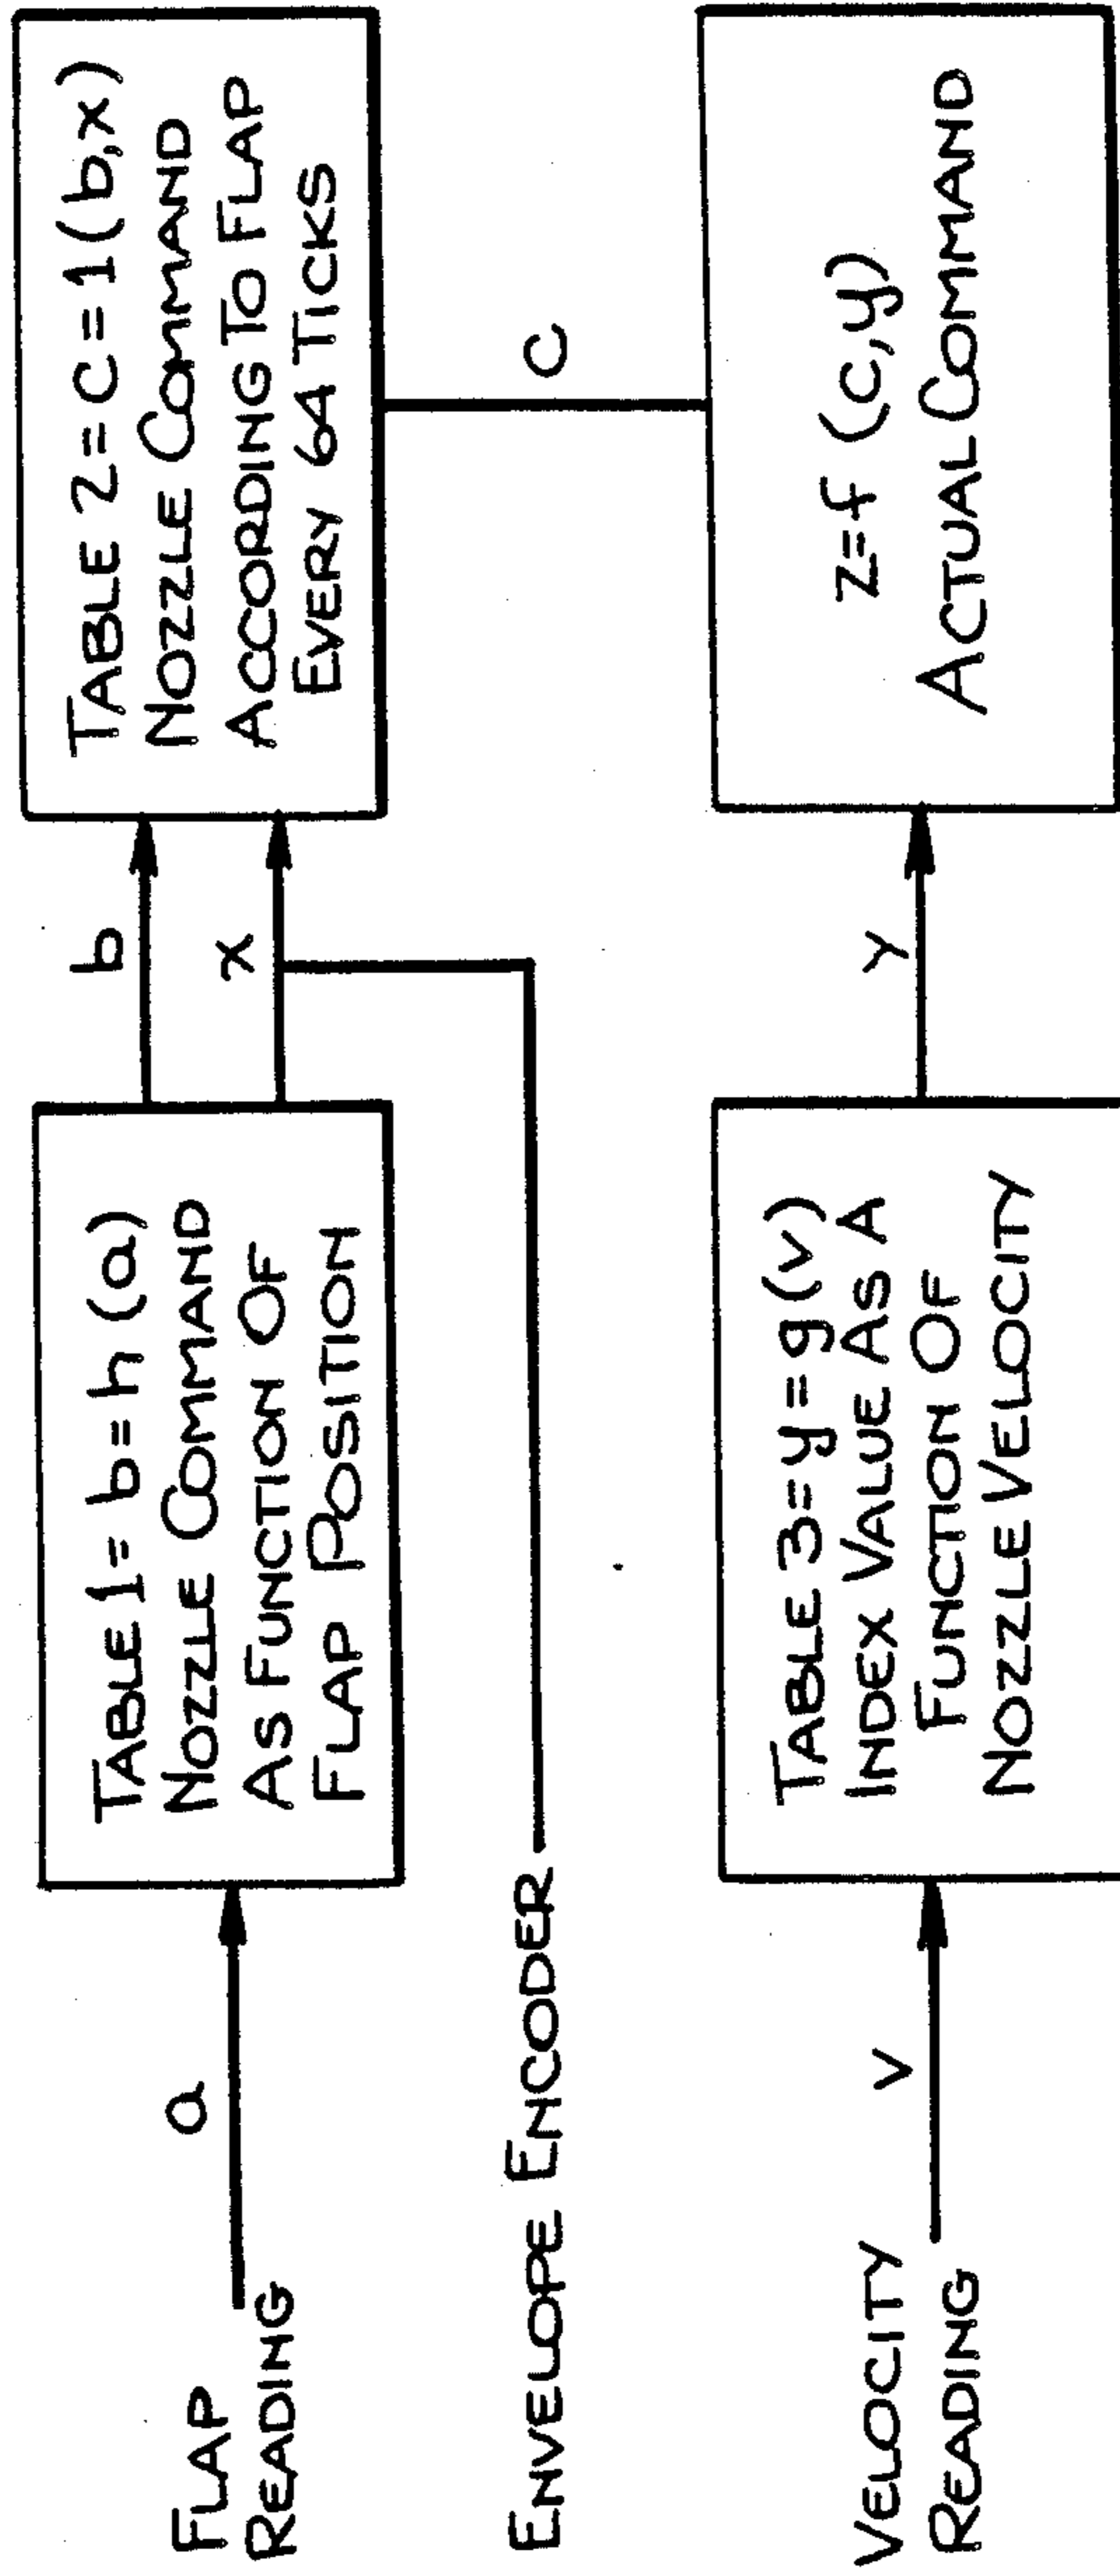 FLAP
READING
a
TABLE 1 = b = h (a)
NOZZLE COMMAND
AS FUNCTION OF
FLAP POSITION
b
x
TABLE 2 = C = 1 (b,x)
NOZZLE COMMAND
ACCORDING TO FLAP
EVERY 64 TICKS
ENVELOPE ENCODER
C
VELOCITY
READING
v
TABLE 3 = y = g (v)
INDEX VALUE AS A
FUNCTION OF
NOZZLE VELOCITY
y
z = f (c,y)
ACTUAL COMMAND